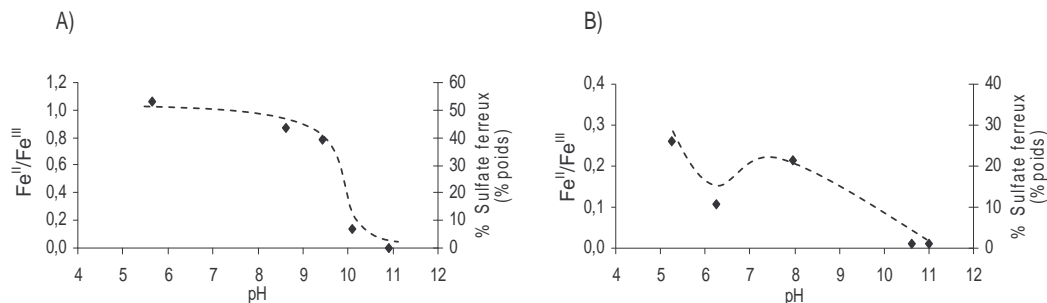 A)
Fe^II/Fe^III
1,2
1,0
0,8
0,6
0,4
0,2
0,0
4 5 6 7 8 9 10 11 12
pH
60
50
40
30
20
10
0
% Sulfate ferreux
(% poids)
B)
Fe^II/Fe^III
0,4
0,3
0,2
0,1
0,0
4 5 6 7 8 9 10 11 12
pH
40
30
20
10
0
% Sulfate ferreux
(% poids)